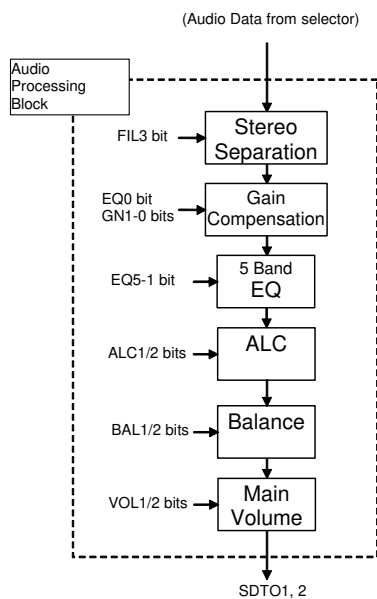 (Audio Data from selector)
Audio
Processing
Block
FIL3 bit
Stereo
Separation
EQ0 bit
GN1-0 bits
Gain
Compensation
EQ5-1 bit
5 Band
EQ
ALC1/2 bits
ALC
BAL1/2 bits
Balance
VOL1/2 bits
Main
Volume
SDTO1, 2